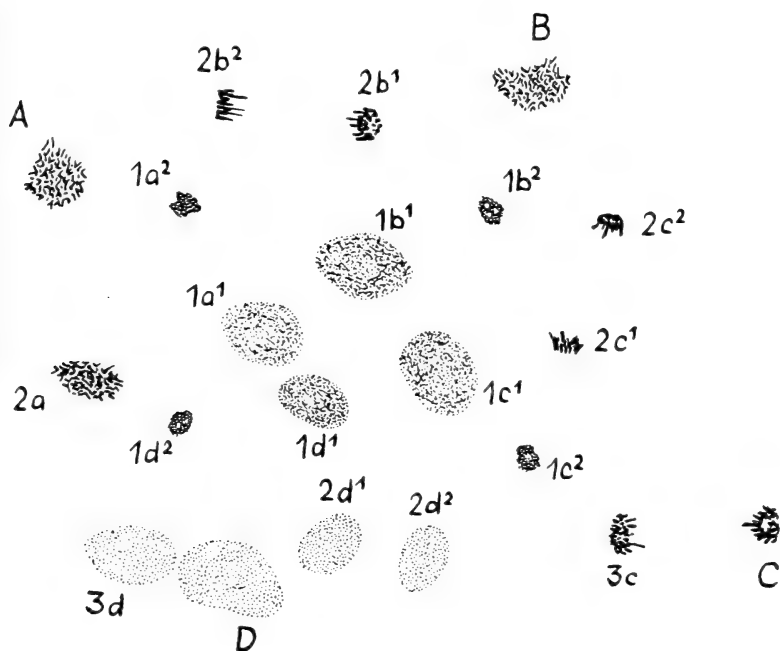 B
2b²
2b¹
A
1a²
1b²
1b¹
2c²
1a¹
2c¹
2a
1c¹
1d²
1d¹
1c²
2d¹
2d²
3d
3c
C
D